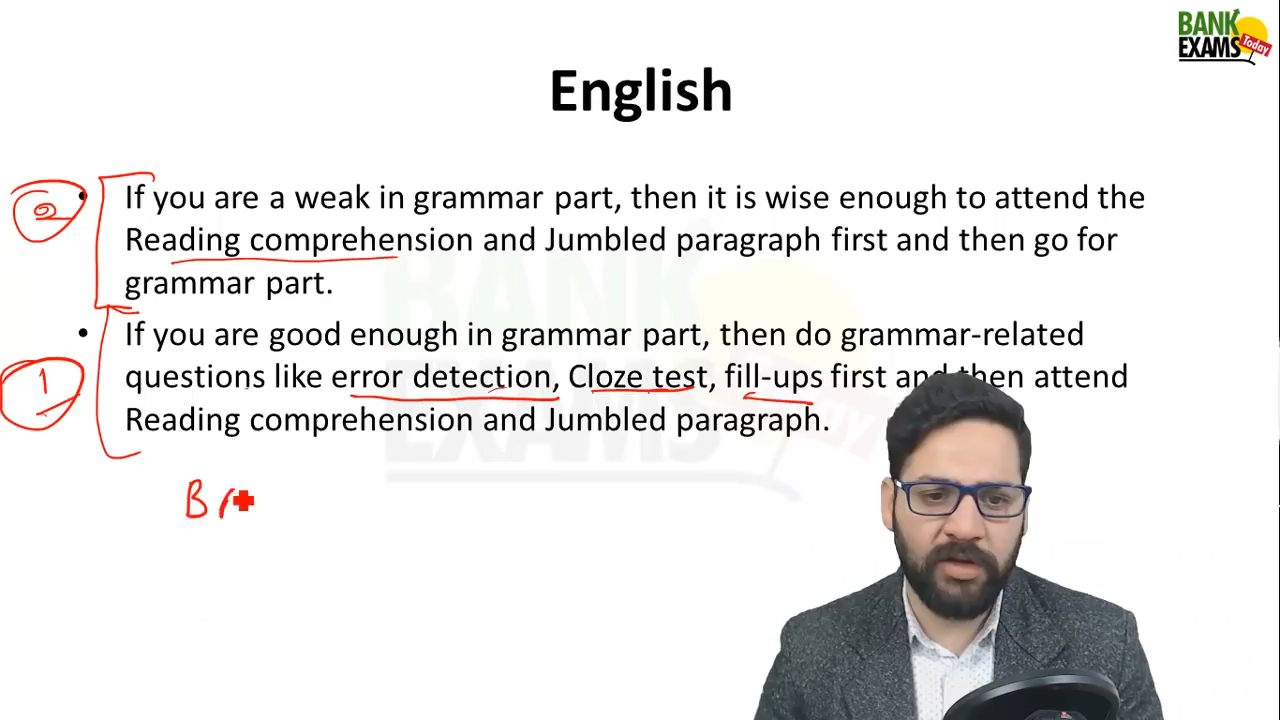 BANK
EXAMS
Today
English
2
• If you are a weak in grammar part, then it is wise enough to attend the
Reading comprehension and Jumbled paragraph first and then go for
grammar part.
1
• If you are good enough in grammar part, then do grammar-related
questions like error detection, Cloze test, fill-ups first and then attend
Reading comprehension and Jumbled paragraph.
BANK
EXAMS
Today
B